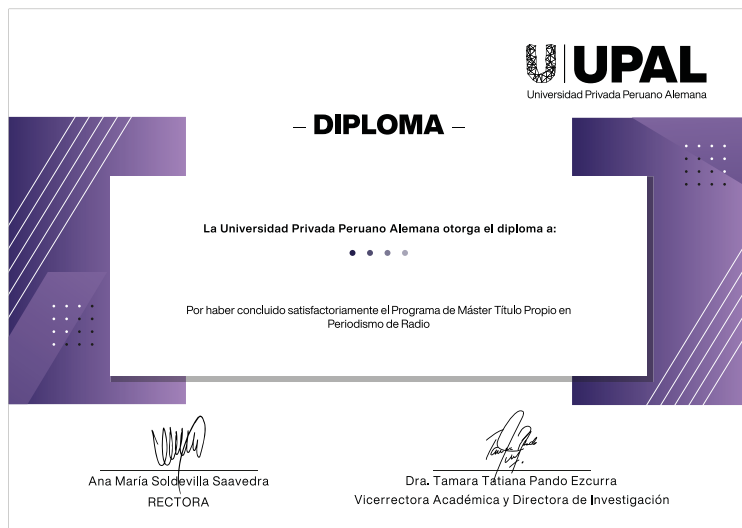 UPAL
Universidad Privada Peruano Alemana
– DIPLOMA –
La Universidad Privada Peruano Alemana otorga el diploma a:
Por haber concluido satisfactoriamente el Programa de Máster Título Propio en
Periodismo de Radio
Ana María Soldevilla Saavedra
RECTORA
Dra. Tamara Tatiana Pando Ezcurra
Vicerrectora Académica y Directora de Investigación